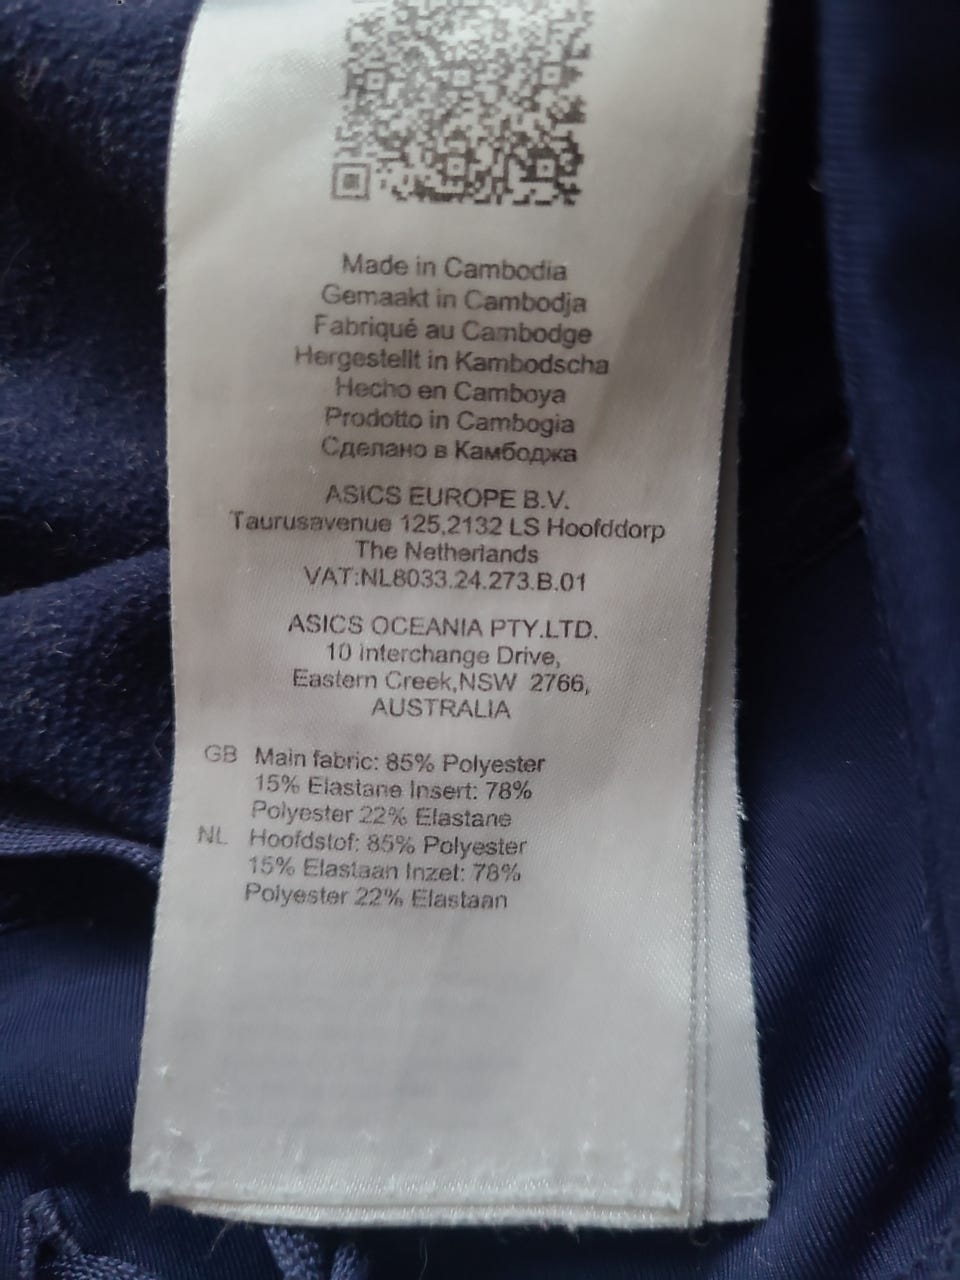 Made in Cambodia
Gemaakt in Cambodja
Fabriqué au Cambodge
Hergestellt in Kambodscha
Hecho en Camboya
Prodotto in Cambogia
Сделано в Камбоджа
ASICS EUROPE B.V.
Taurusavenue 125,2132 LS Hoofddorp
The Netherlands
VAT:NL8033.24.273.B.01
ASICS OCEANIA PTY.LTD.
10 Interchange Drive,
Eastern Creek,NSW 2766,
AUSTRALIA
GB Main fabric: 85% Polyester
15% Elastane Insert: 78%
Polyester 22% Elastane
NL Hoofdstof: 85% Polyester
15% Elastaan Inzet: 78%
Polyester 22% Elastaan